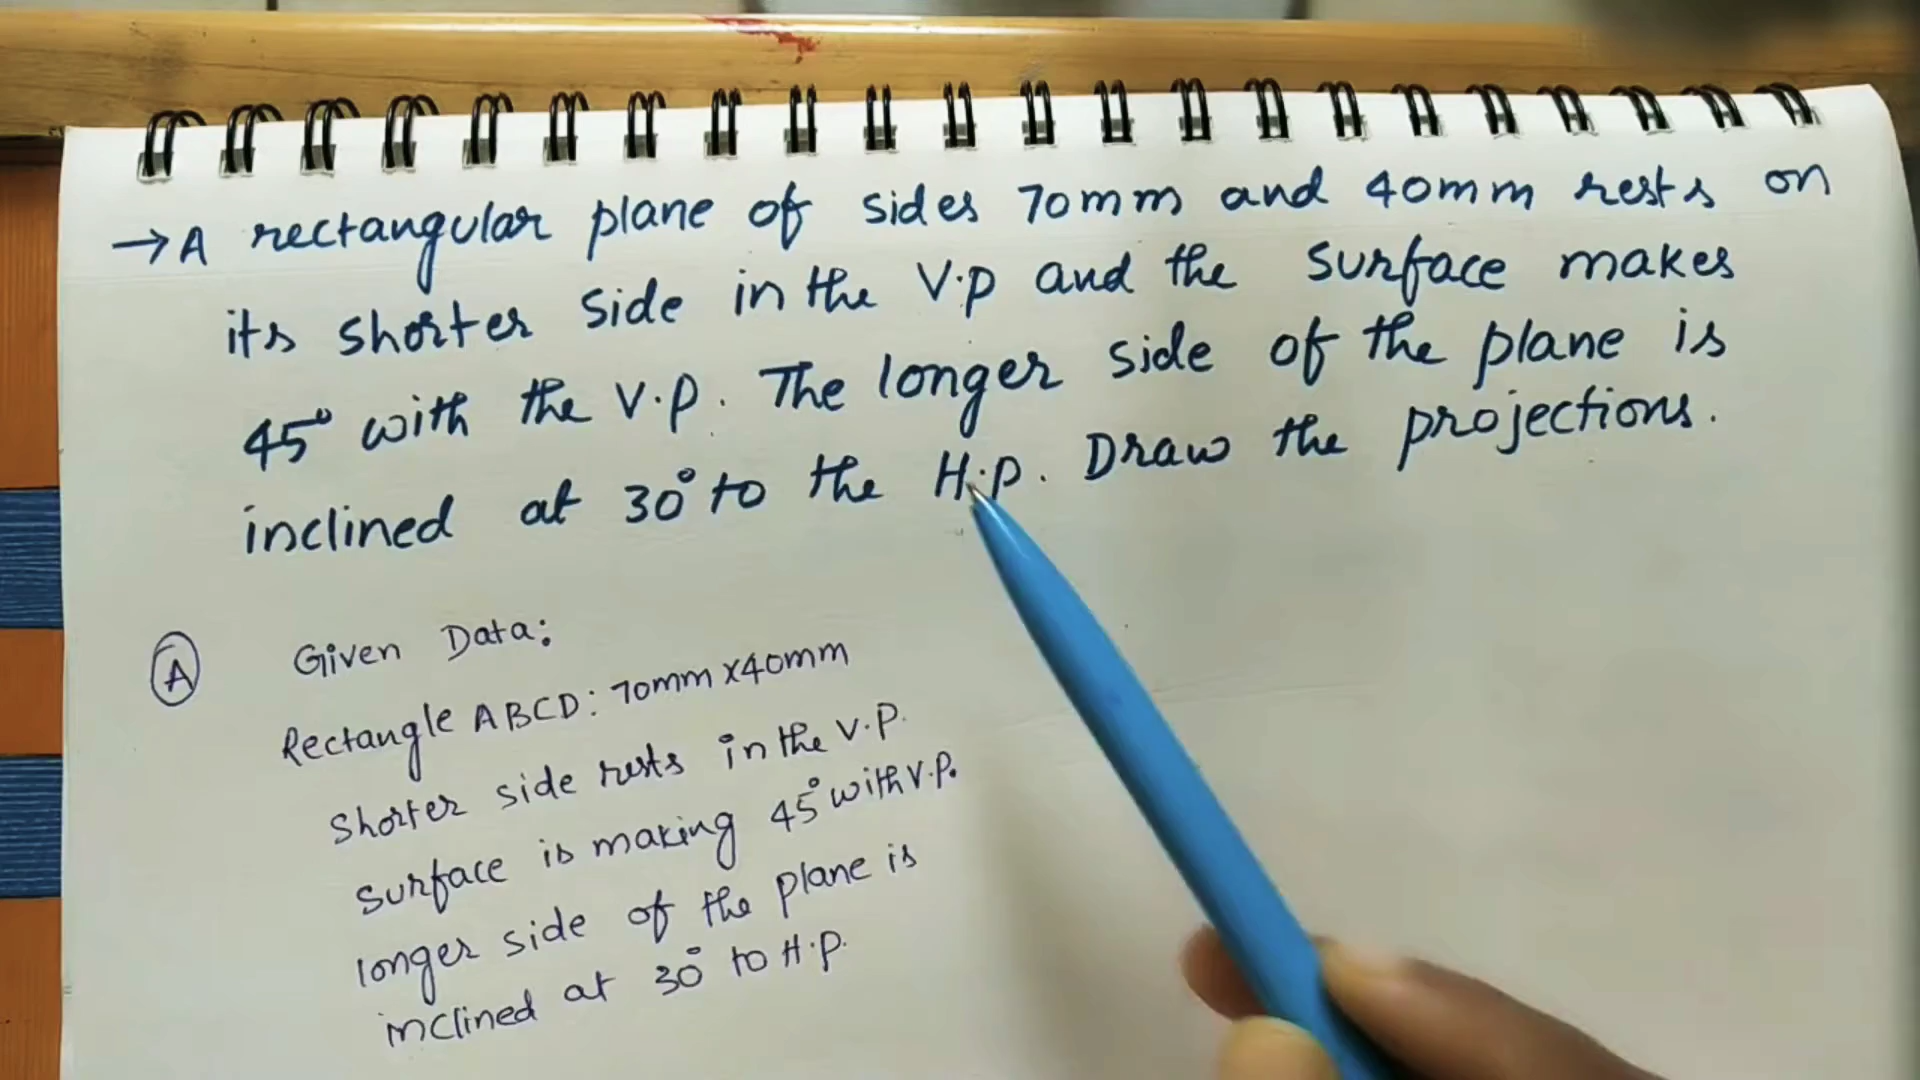 →A rectangular plane of sides 70mm and 40mm rests on
its shorter side in the V.P and the surface makes
45° with the V.P. The longer side of the plane is
inclined at 30° to the H.P. Draw the projections.
A Given Data:
Rectangle ABCD: 70mm x40mm
Shorter side rests in the V.P.
Surface is making 45° with V.P.
longer side of the plane is
inclined at 30° to H.P.